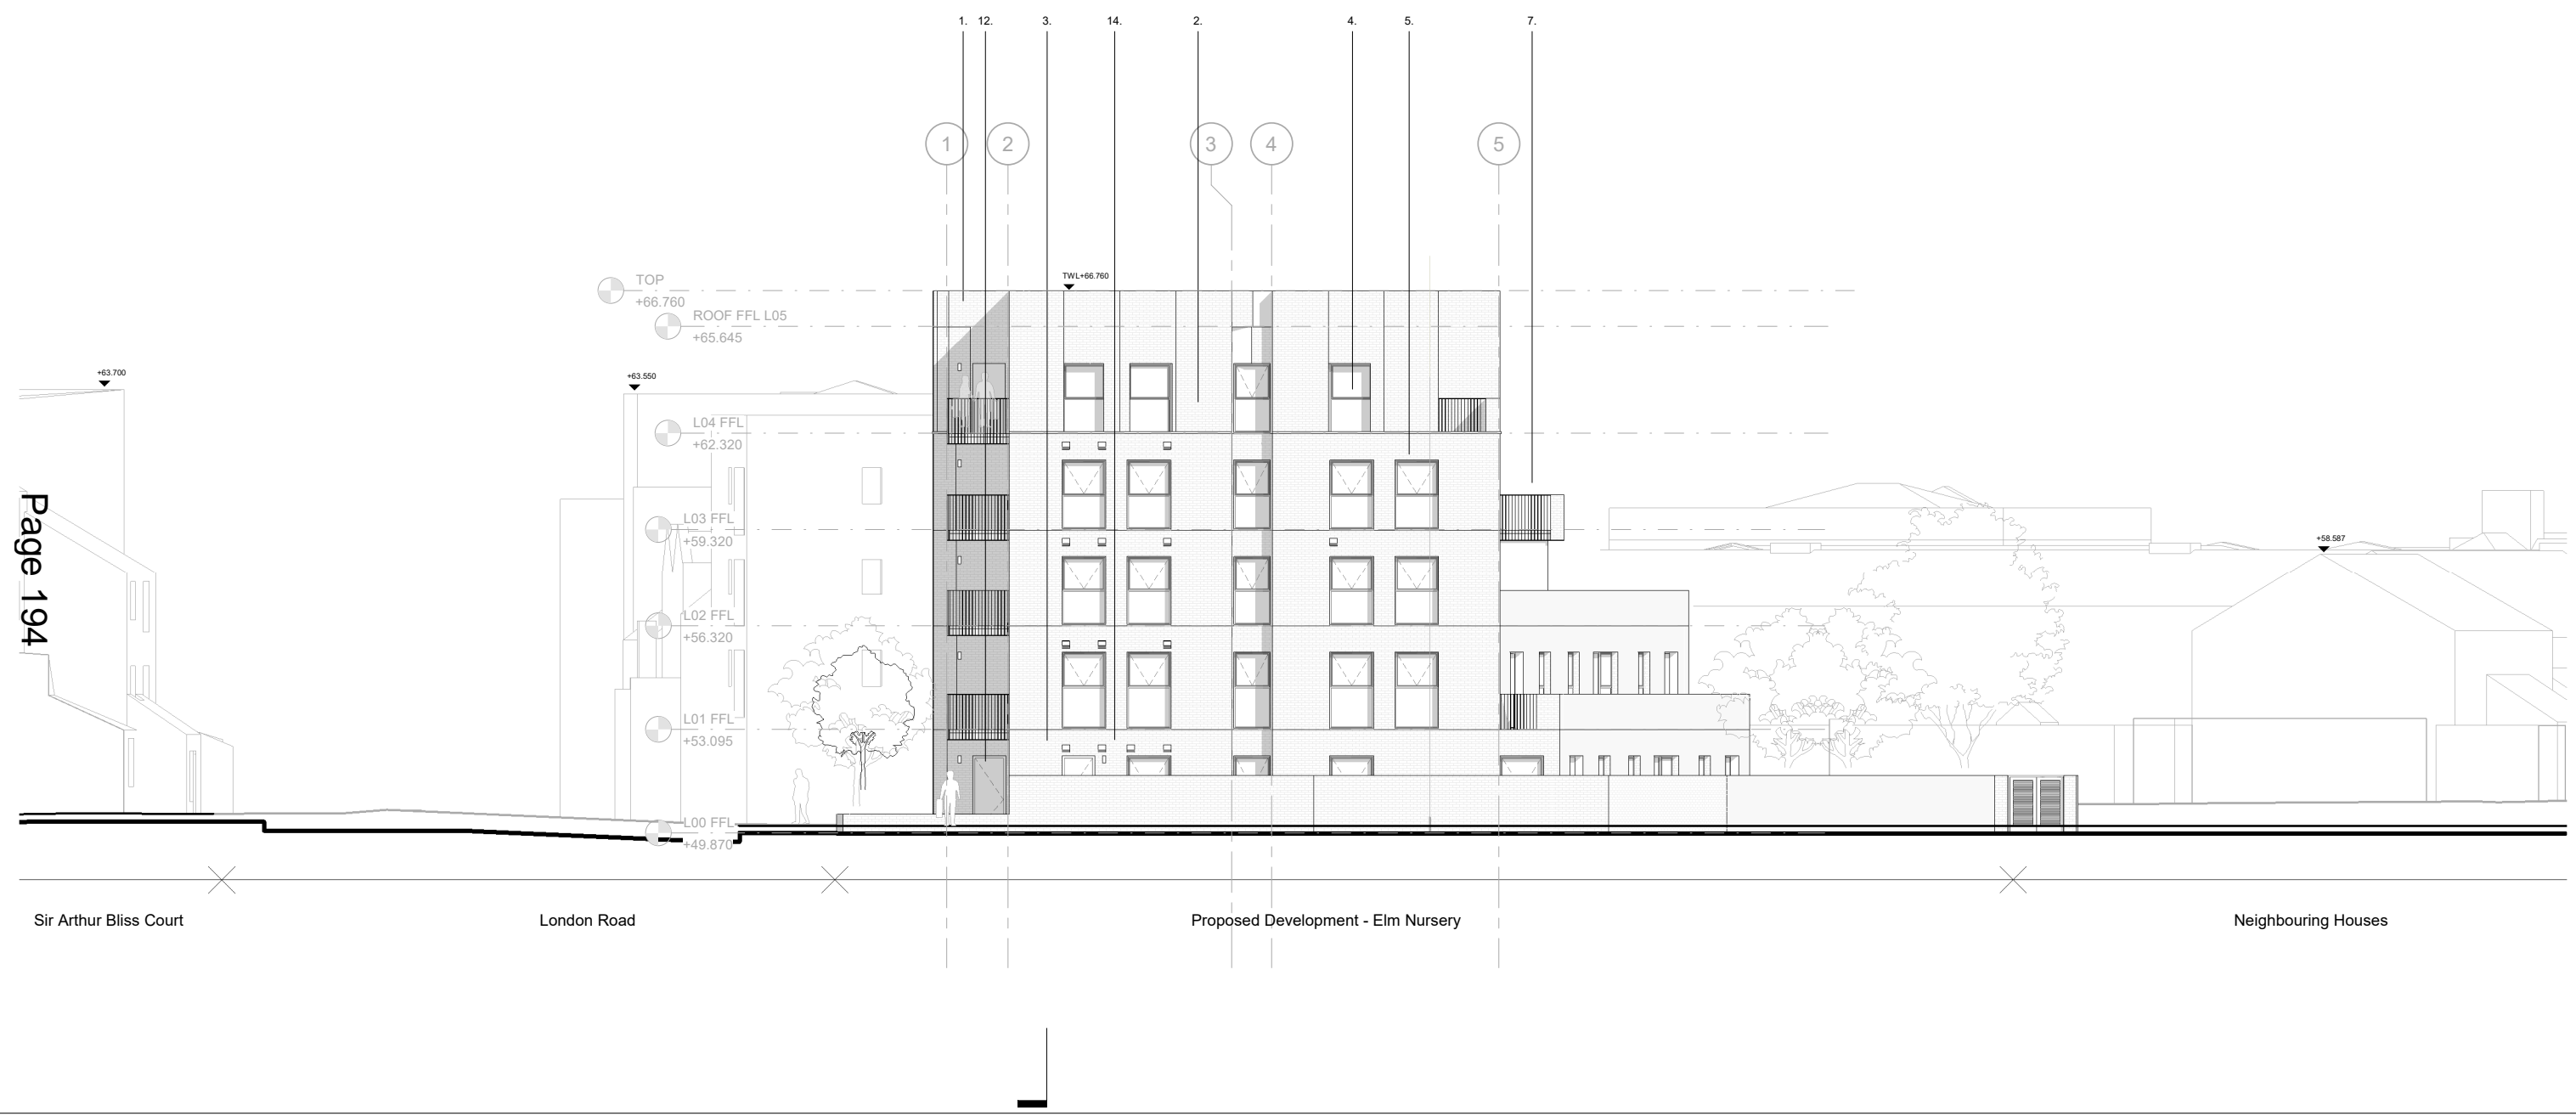 1. 12. 3. 14. 2. 4. 5. 7.
1 2 3 4 5
TOP
+66.760
TWL+66.760
ROOF FFL L05
+65.645
+63.700
+63.550
L04 FFL
+62.320
Page 194
L03 FFL
+59.320
+58.587
L02 FFL
+56.320
L01 FFL
+53.095
L00 FFL
+49.870
Sir Arthur Bliss Court
London Road
Proposed Development - Elm Nursery
Neighbouring Houses